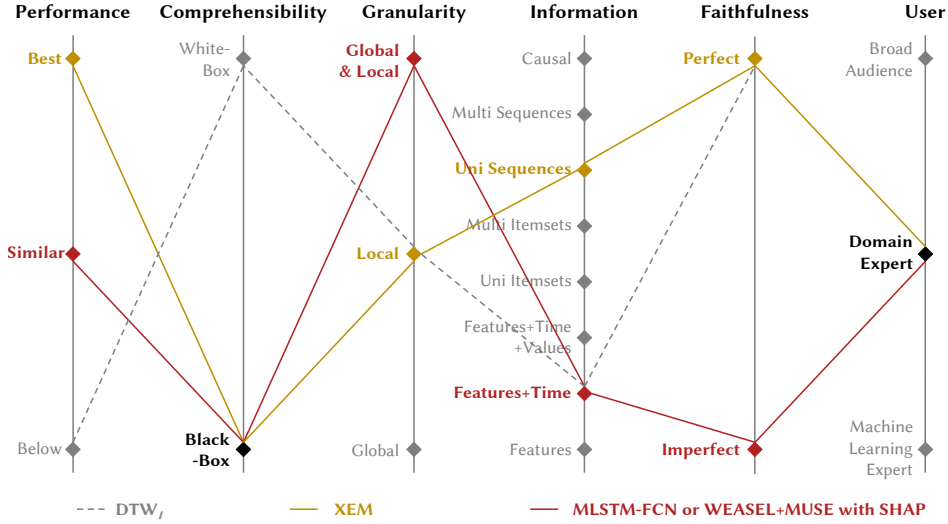 Performance Comprehensibility Granularity Information Faithfulness User
Best
White-
Box
Global
& Local
Causal
Perfect
Broad
Audience
Multi Sequences
Uni Sequences
Similar
Local
Multi Itemsets
Domain
Expert
Uni Itemsets
Features+Time
+Values
Features+Time
Below
Black
-Box
Global
Features
Imperfect
Machine
Learning
Expert
DTW_I XEM MLSTM-FCN or WEASEL+MUSE with SHAP